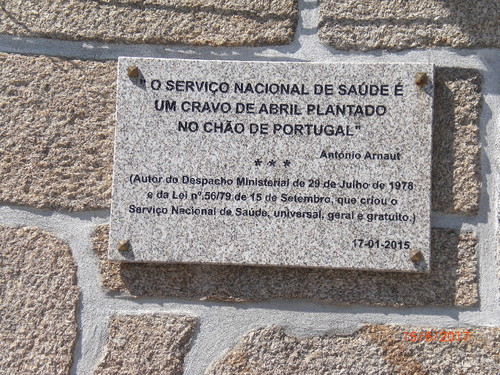 " O SERVIÇO NACIONAL DE SAÚDE É
UM CRAVO DE ABRIL PLANTADO
NO CHÃO DE PORTUGAL"
António Arnaut
* * *
(Autor do Despacho Ministerial de 29 de Julho de 1978
e da Lei nº.56/79 de 15 de Setembro, que criou o
Serviço Nacional de Saúde, universal, geral e gratuito.)
17-01-2015